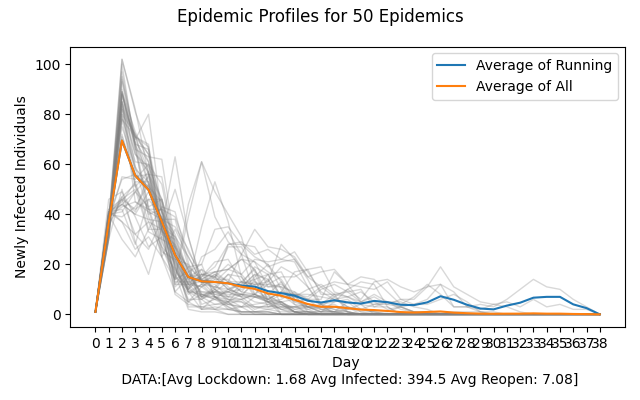 Epidemic Profiles for 50 Epidemics
Newly Infected Individuals
100
80
60
40
20
0
Average of Running
Average of All
0 1 2 3 4 5 6 7 8 9 10 11 12 13 14 15 16 17 18 19 20 21 22 23 24 25 26 27 28 29 30 31 32 33 34 35 36 37 38
Day
DATA:[Avg Lockdown: 1.68 Avg Infected: 394.5 Avg Reopen: 7.08]